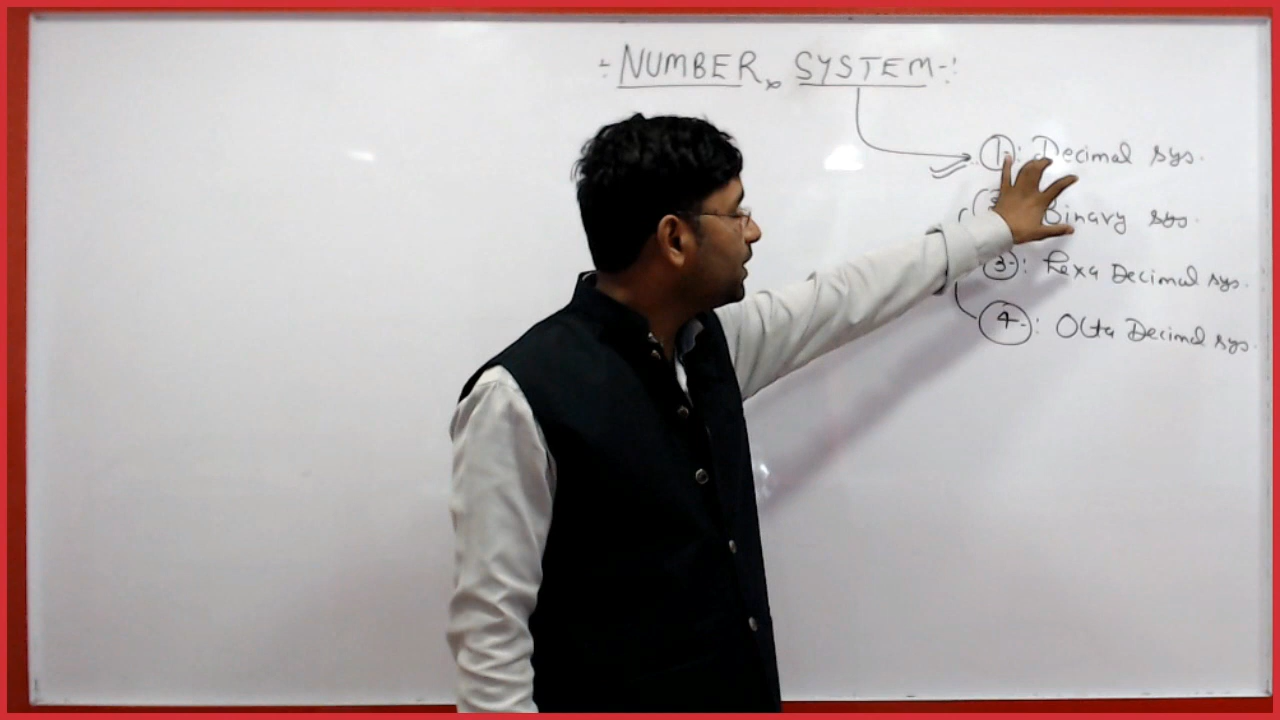 NUMBER SYSTEM
1 : Decimal sys.
Binary sys.
3 : hexa Decimal sys.
4 : Octa Decimal sys.